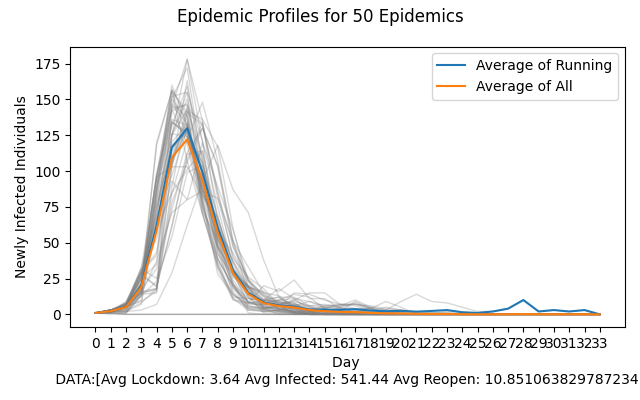 Epidemic Profiles for 50 Epidemics
Average of Running
Average of All
Newly Infected Individuals
175
150
125
100
75
50
25
0
0 1 2 3 4 5 6 7 8 9 10 11 12 13 14 15 16 17 18 19 20 21 22 23 24 25 26 27 28 29 30 31 32 33
Day
DATA:[Avg Lockdown: 3.64 Avg Infected: 541.44 Avg Reopen: 10.851063829787234